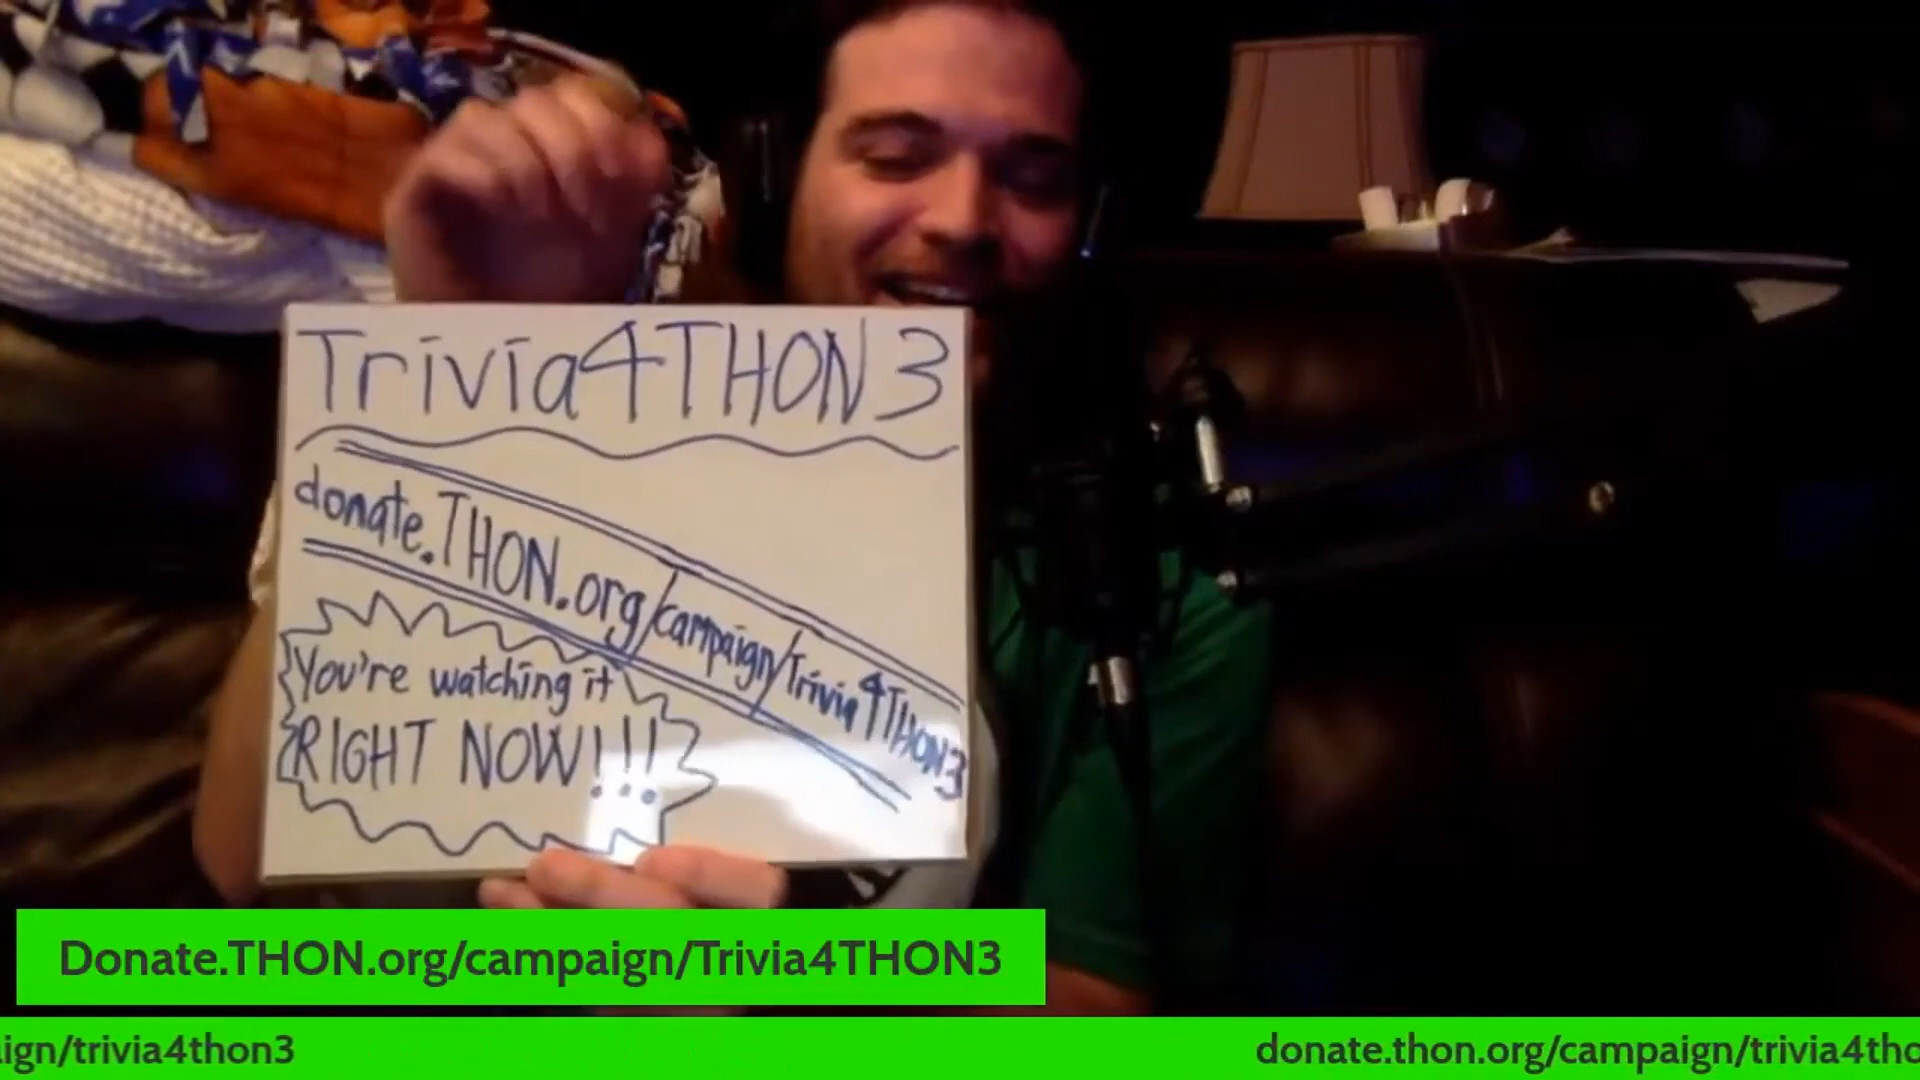 Trivia4THON3
donate.THON.org/campaign/Trivia4THON3
You're watching it
RIGHT NOW!!!
Donate.THON.org/campaign/Trivia4THON3
ign/trivia4thon3
donate.thon.org/campaign/trivia4tho